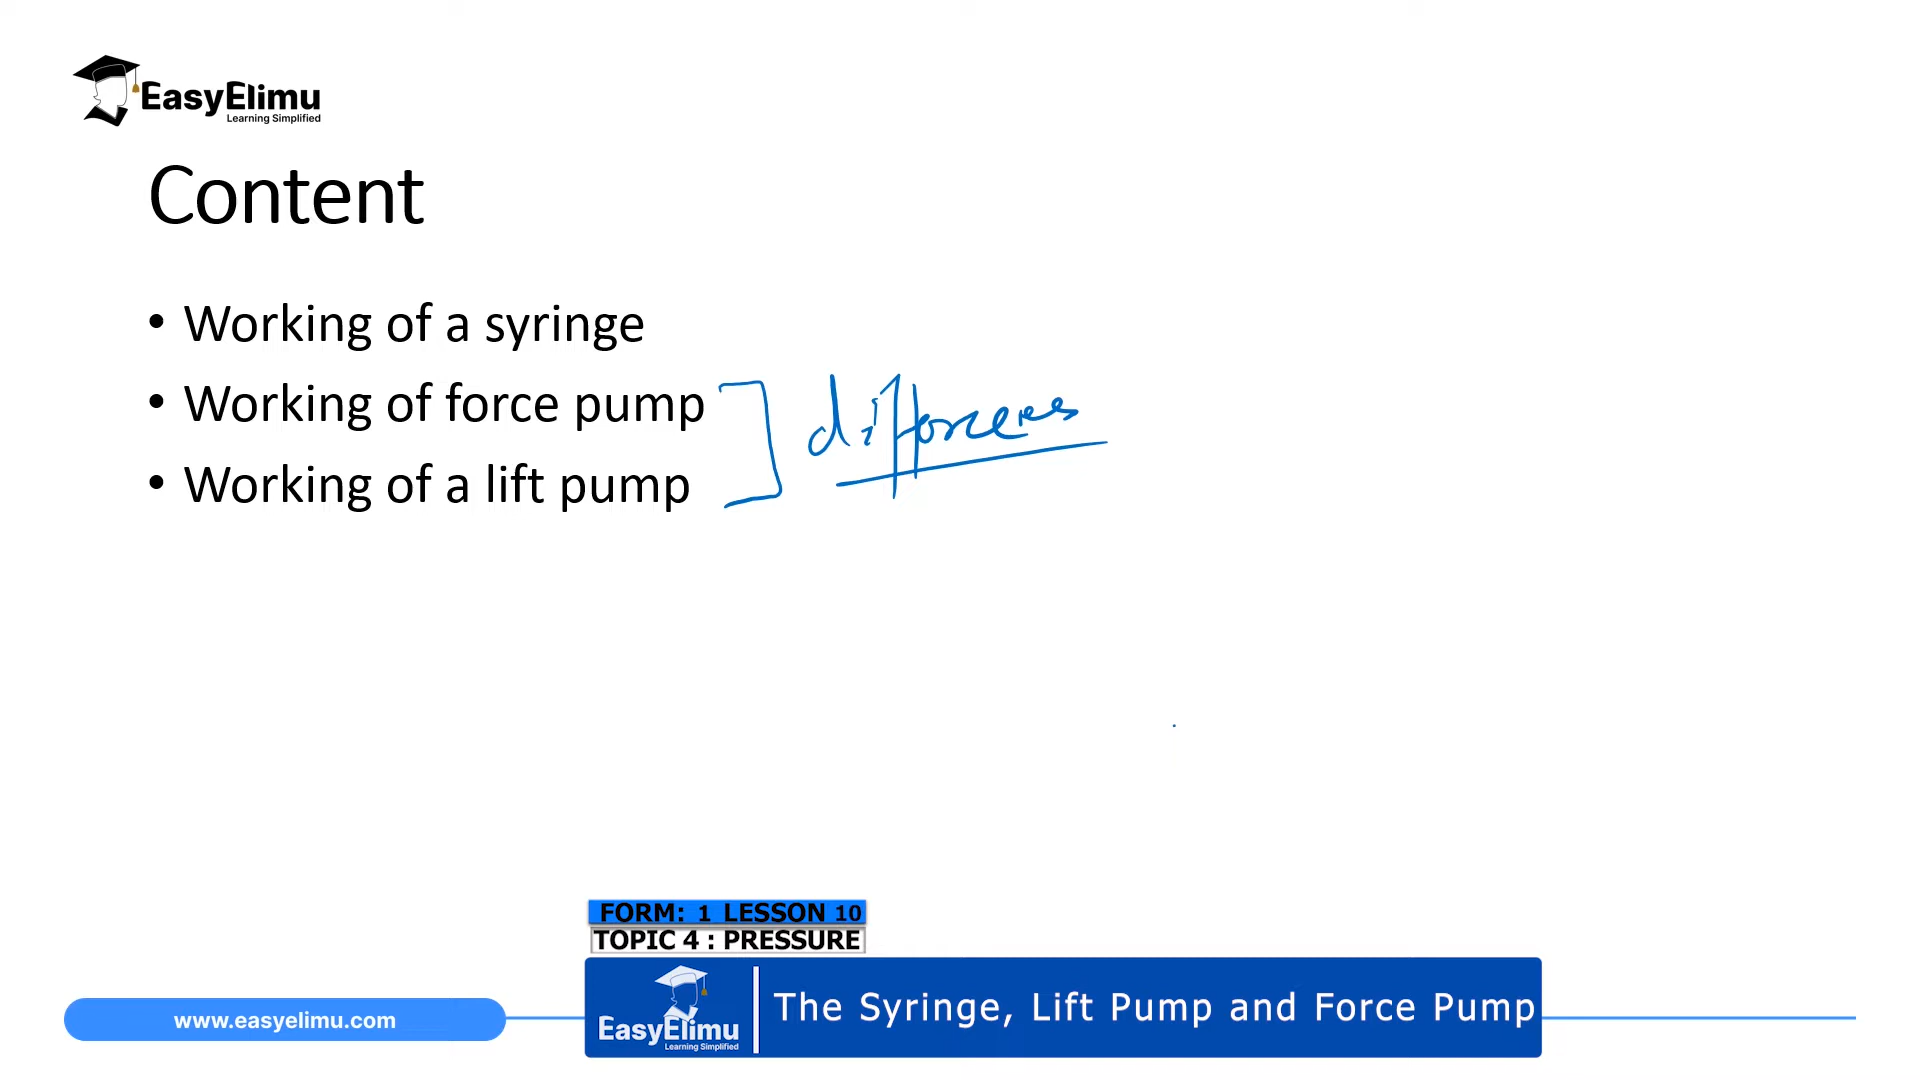 EasyElimu
Learning Simplified
Content
• Working of a syringe
• Working of force pump
• Working of a lift pump
FORM: 1 LESSON 10
TOPIC 4 : PRESSURE
EasyElimu
Learning Simplified
The Syringe, Lift Pump and Force Pump
www.easyelimu.com